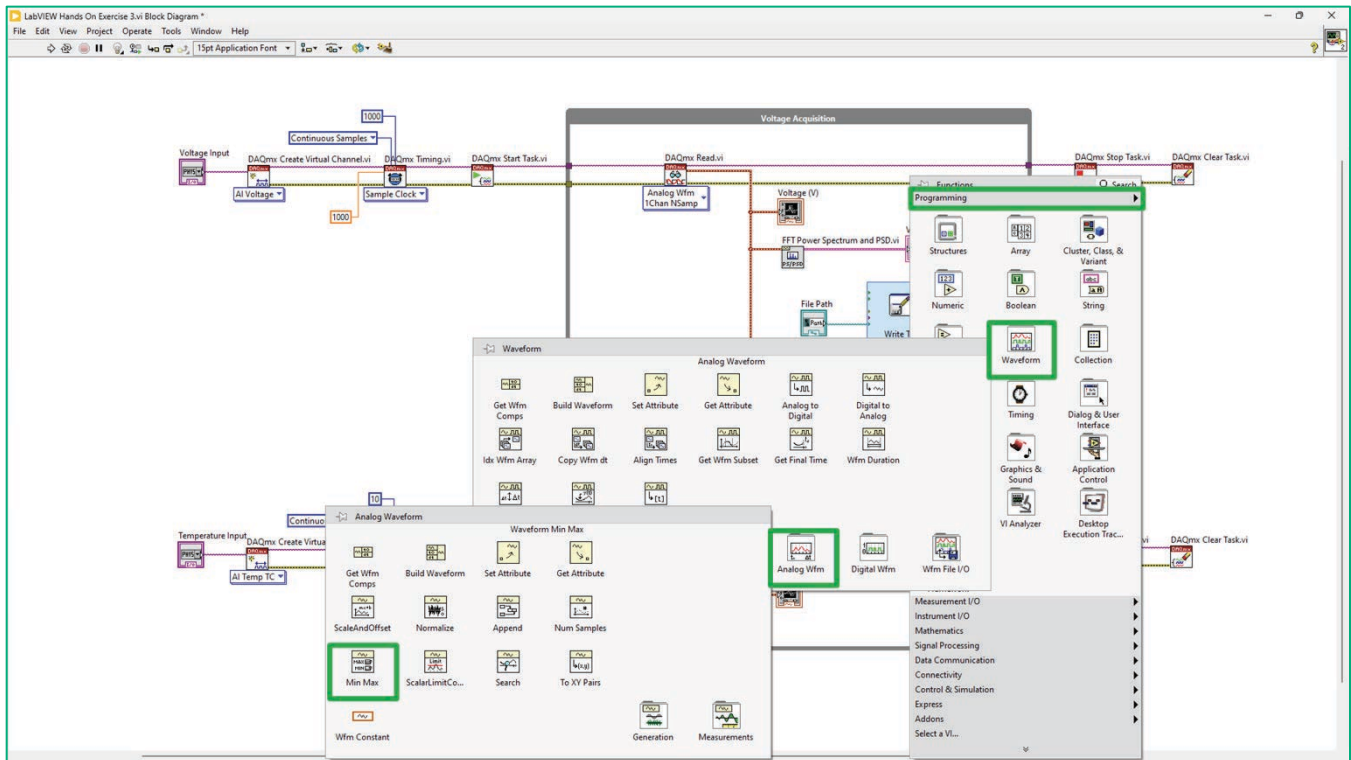 LabVIEW Hands On Exercise 3.vi Block Diagram *
File Edit View Project Operate Tools Window Help
15pt Application Font
Voltage Acquisition
1000
Continuous Samples
Voltage Input
DAQmx Create Virtual Channel.vi
DAQmx Timing.vi
DAQmx Start Task.vi
DAQmx Read.vi
DAQmx Stop Task.vi
DAQmx Clear Task.vi
AI Voltage
Sample Clock
Analog Wfm
1Chan NSamp
Voltage (V)
1000
FFT Power Spectrum and PSD.vi
PS/PSD
File Path
Path
Write T
Functions
Search
Programming
Structures
Array
Cluster, Class, &
Variant
Numeric
Boolean
String
Waveform
Collection
Timing
Dialog & User
Interface
Graphics &
Sound
Application
Control
VI Analyzer
Desktop
Execution Trac...
Measurement I/O
Instrument I/O
Mathematics
Signal Processing
Data Communication
Connectivity
Control & Simulation
Express
Addons
Select a VI...
Waveform
Analog Waveform
Get Wfm
Comps
Build Waveform
Set Attribute
Get Attribute
Analog to
Digital
Digital to
Analog
Idx Wfm Array
Copy Wfm dt
Align Times
Get Wfm Subset
Get Final Time
Wfm Duration
Analog Wfm
Digital Wfm
Wfm File I/O
10
Continuo
Temperature Input
DAQmx Create Virtua
AI Temp TC
vi
DAQmx Clear Task.vi
Analog Waveform
Waveform Min Max
Get Wfm
Comps
Build Waveform
Set Attribute
Get Attribute
ScaleAndOffset
Normalize
Append
Num Samples
Min Max
ScalarLimitCo...
Search
To XY Pairs
Wfm Constant
Generation
Measurements